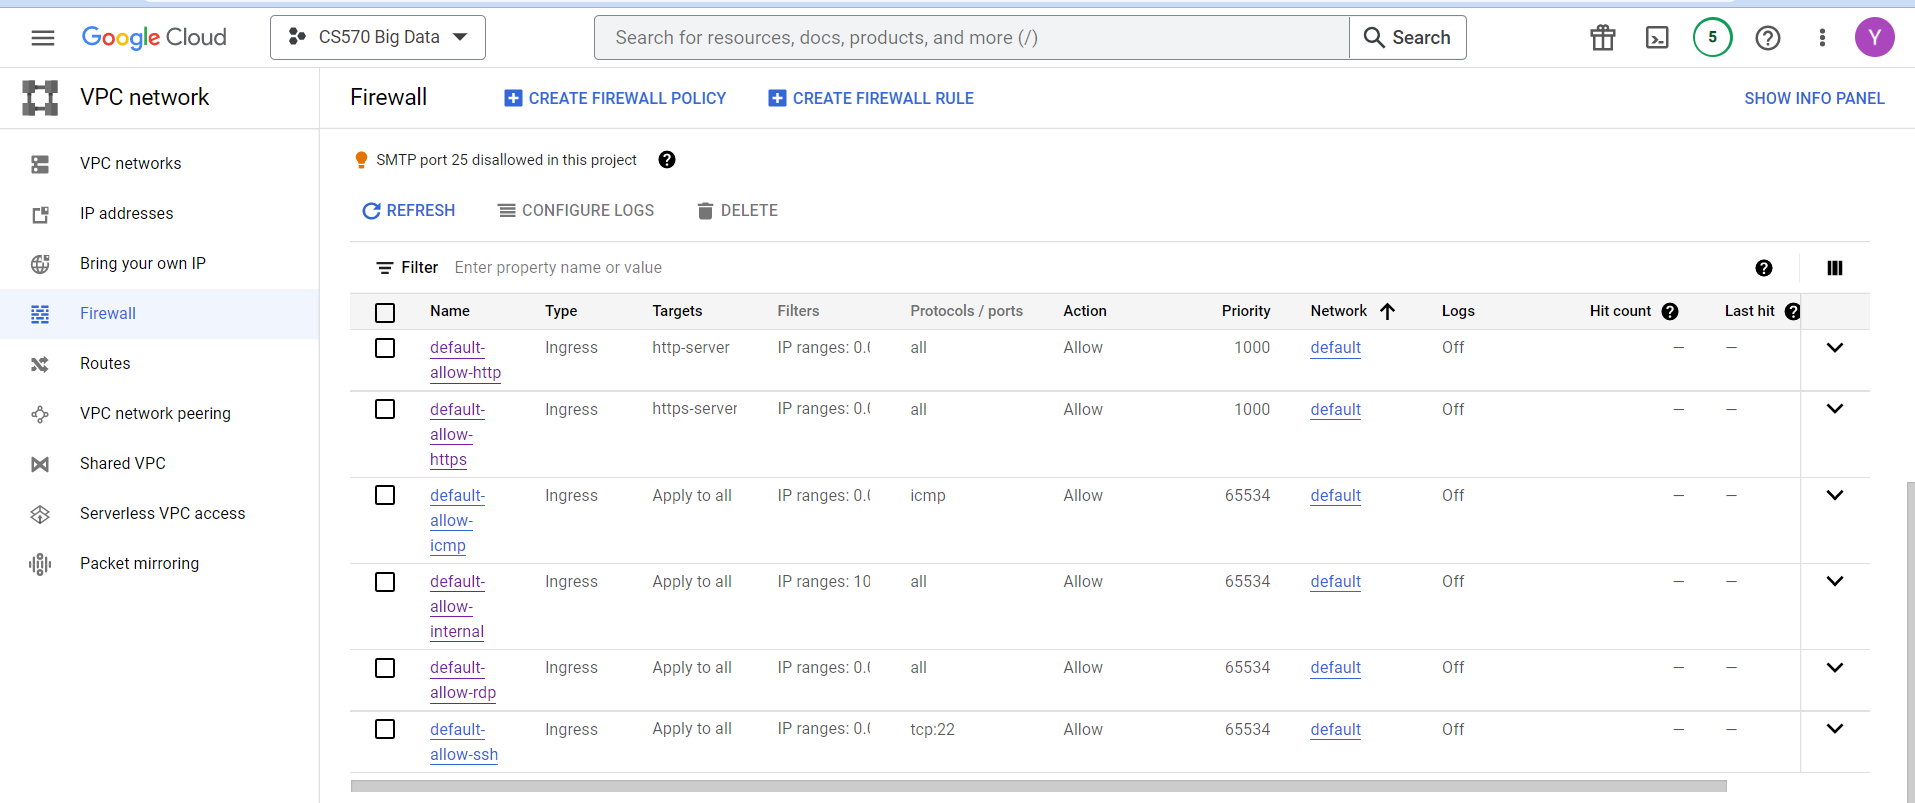 Google Cloud
CS570 Big Data
Search for resources, docs, products, and more (/)
Search
5
Y
VPC network
Firewall
CREATE FIREWALL POLICY
CREATE FIREWALL RULE
SHOW INFO PANEL
VPC networks
IP addresses
Bring your own IP
Firewall
Routes
VPC network peering
Shared VPC
Serverless VPC access
Packet mirroring
SMTP port 25 disallowed in this project
REFRESH
CONFIGURE LOGS
DELETE
Filter Enter property name or value
Name Type Targets Filters Protocols / ports Action Priority Network Logs Hit count Last hit
default- Ingress http-server IP ranges: 0.0 all Allow 1000 default Off — —
allow-http
default- Ingress https-server IP ranges: 0.0 all Allow 1000 default Off — —
allow-
https
default- Ingress Apply to all IP ranges: 0.0 icmp Allow 65534 default Off — —
allow-
icmp
default- Ingress Apply to all IP ranges: 10 all Allow 65534 default Off — —
allow-
internal
default- Ingress Apply to all IP ranges: 0.0 all Allow 65534 default Off — —
allow-rdp
default- Ingress Apply to all IP ranges: 0.0 tcp:22 Allow 65534 default Off — —
allow-ssh